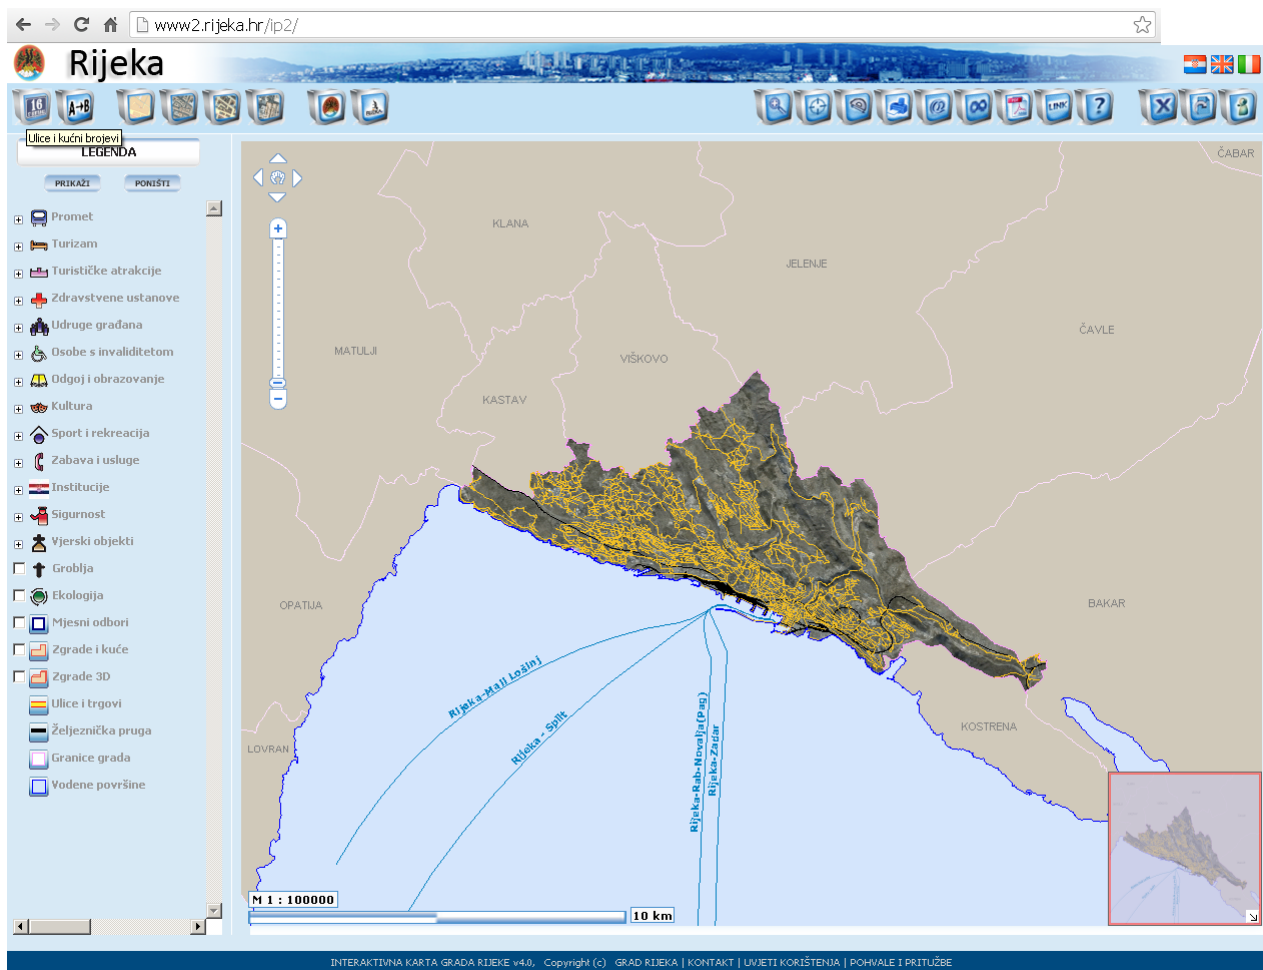 www2.rijeka.hr/ip2/
Rijeka
16
A→B
@
PDF
LINK
?
X
Ulice i kućni brojevi
LEGENDA
PRIKAŽI
PONIŠTI
Promet
Turizam
Turističke atrakcije
Zdravstvene ustanove
Udruge građana
Osobe s invaliditetom
Odgoj i obrazovanje
Kultura
Sport i rekreacija
Zabava i usluge
Institucije
Sigurnost
Vjerski objekti
Groblja
Ekologija
Mjesni odbori
Zgrade i kuće
Zgrade 3D
Ulice i trgovi
Željeznička pruga
Granice grada
Vodene površine
ČABAR
KLANA
JELENJE
ČAVLE
MATULJI
VIŠKOVO
KASTAV
OPATIJA
BAKAR
KOSTRENA
LOVRAN
Rijeka-Mali Lošinj
Rijeka - Split
Rijeka-Rab-Novalja(Pag)
Rijeka-Zadar
M 1 : 100000
10 km
INTERAKTIVNA KARTA GRADA RIJEKE v4.0, Copyright (c) GRAD RIJEKA | KONTAKT | UVJETI KORIŠTENJA | POHVALE I PRITUŽBE